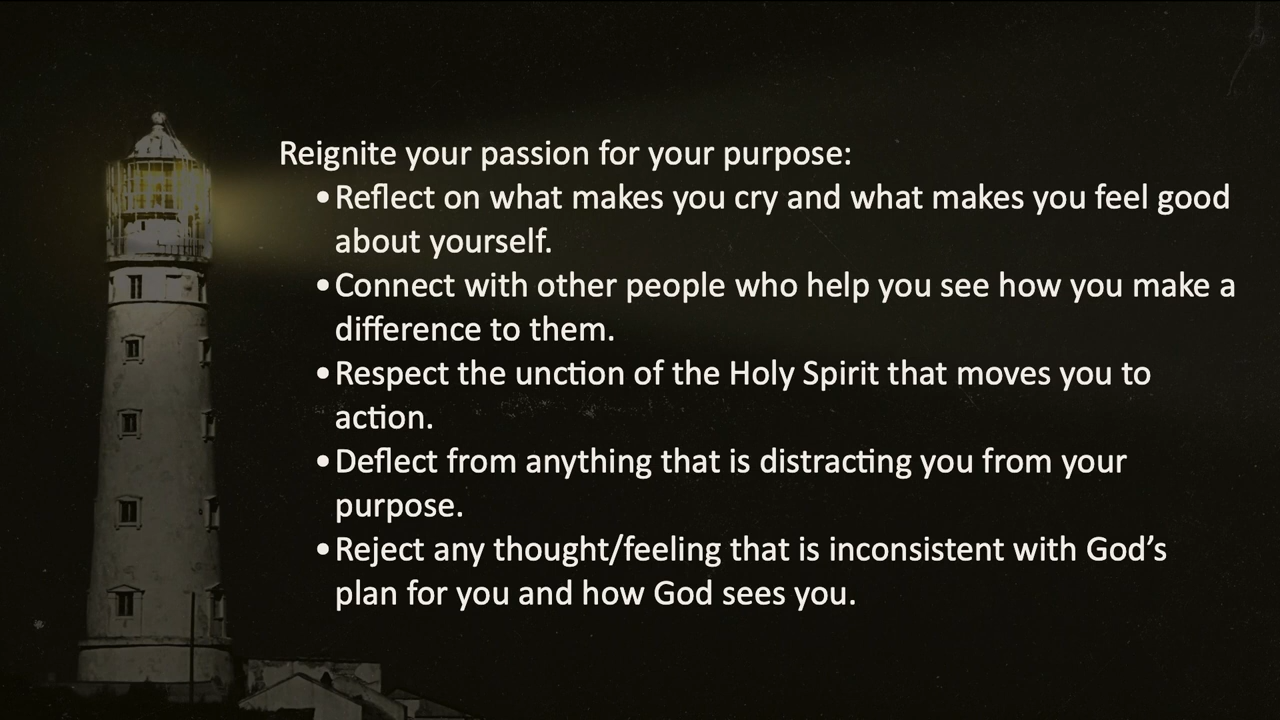 Reignite your passion for your purpose:
•Reflect on what makes you cry and what makes you feel good
about yourself.
•Connect with other people who help you see how you make a
difference to them.
•Respect the unction of the Holy Spirit that moves you to
action.
•Deflect from anything that is distracting you from your
purpose.
•Reject any thought/feeling that is inconsistent with God’s
plan for you and how God sees you.